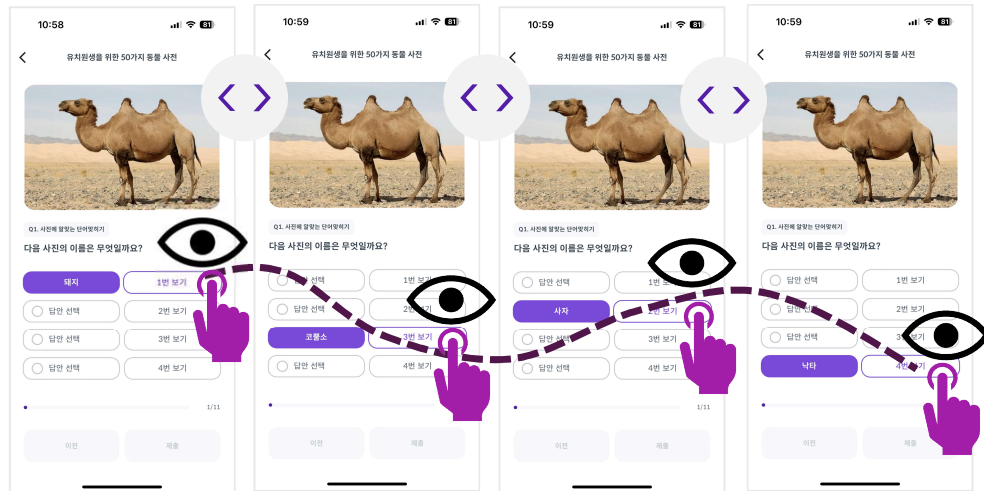 10:58
81
유치원생을 위한 50가지 동물 사전
Q1. 사진에 알맞는 단어맞히기
다음 사진의 이름은 무엇일까요?
돼지
1번 보기
답안 선택
2번 보기
답안 선택
3번 보기
답안 선택
4번 보기
1/11
이전
제출
10:59
81
유치원생을 위한 50가지 동물 사전
Q1. 사진에 알맞는 단어맞히기
다음 사진의 이름은 무엇일까요?
답안 선택
1번 보기
답안 선택
코뿔소
3번 보기
답안 선택
4번 보기
이전
제출
10:59
81
유치원생을 위한 50가지 동물 사전
Q1. 사진에 알맞는 단어맞히기
다음 사진의 이름은 무엇일까요?
답안 선택
사자
2번 보기
답안 선택
3번 보기
답안 선택
4번 보기
1/11
이전
제출
10:59
81
유치원생을 위한 50가지 동물 사전
Q1. 사진에 알맞는 단어맞히기
다음 사진의 이름은 무엇일까요?
답안 선택
1번 보기
답안 선택
2번 보기
답안 선택
낙타
이전
제출